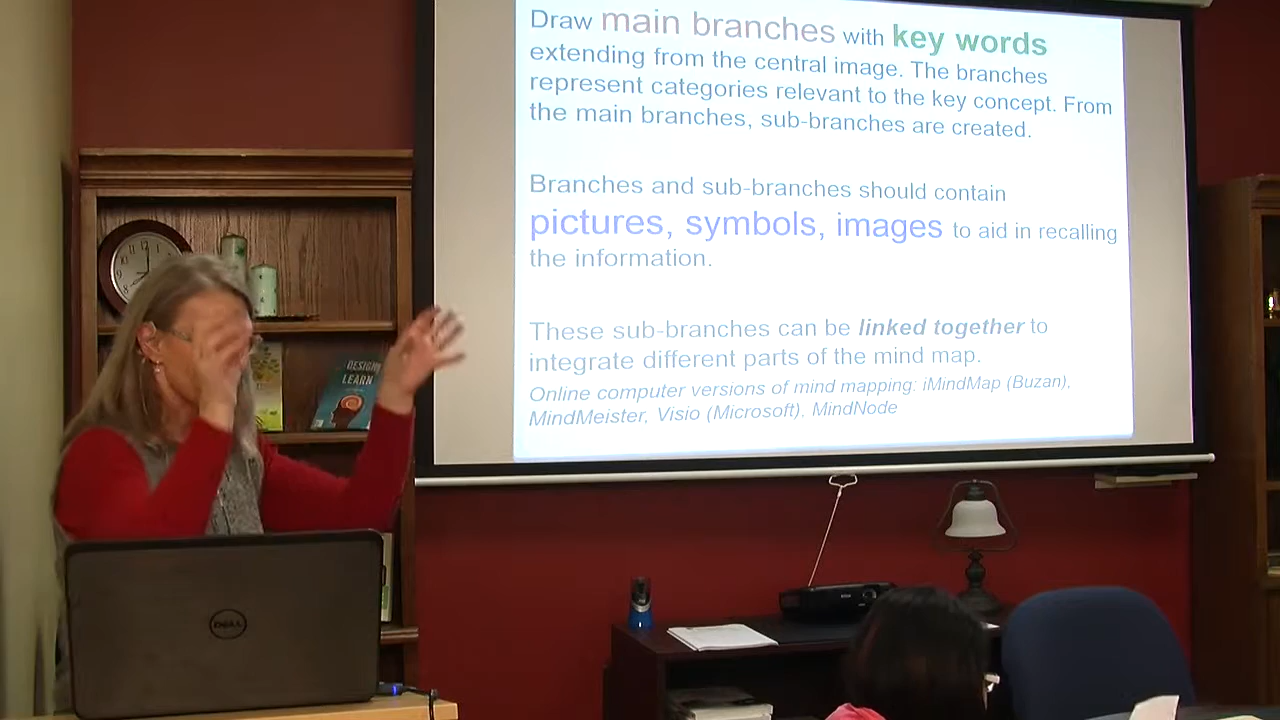 Draw main branches with key words
extending from the central image. The branches
represent categories relevant to the key concept. From
the main branches, sub-branches are created.
Branches and sub-branches should contain
pictures, symbols, images to aid in recalling
the information.
These sub-branches can be linked together to
integrate different parts of the mind map.
Online computer versions of mind mapping: iMindMap (Buzan),
MindMeister, Visio (Microsoft). MindNode
DESIGN
LEARN
DELL